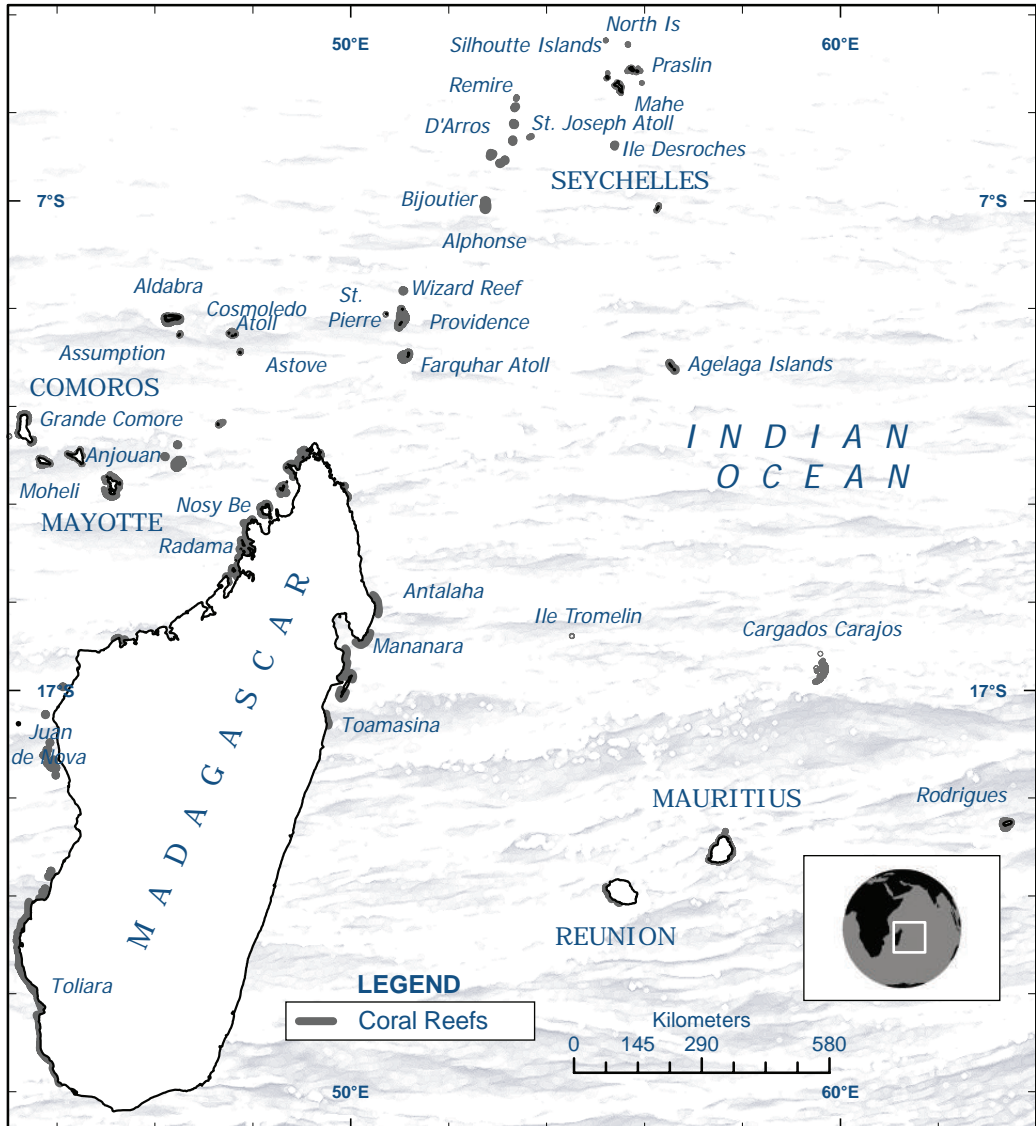 North Is
50°E
60°E
Silhoutte Islands
Praslin
Remire
Mahe
D'Arros
St. Joseph Atoll
Ile Desroches
SEYCHELLES
7°S
Bijoutier
7°S
Alphonse
Aldabra
St.
Pierre
Wizard Reef
Cosmoledo
Atoll
Providence
Assumption
Astove
Farquhar Atoll
Agelaga Islands
COMOROS
Grande Comore
INDIAN
OCEAN
Anjouan
Moheli
Nosy Be
MAYOTTE
Radama
Antalaha
Ile Tromelin
Cargados Carajos
Mananara
MADAGASCAR
17°S
17°S
Juan
de Nova
Toamasina
MAURITIUS
Rodrigues
REUNION
Toliara
LEGEND
Coral Reefs
Kilometers
0 145 290 580
50°E
60°E